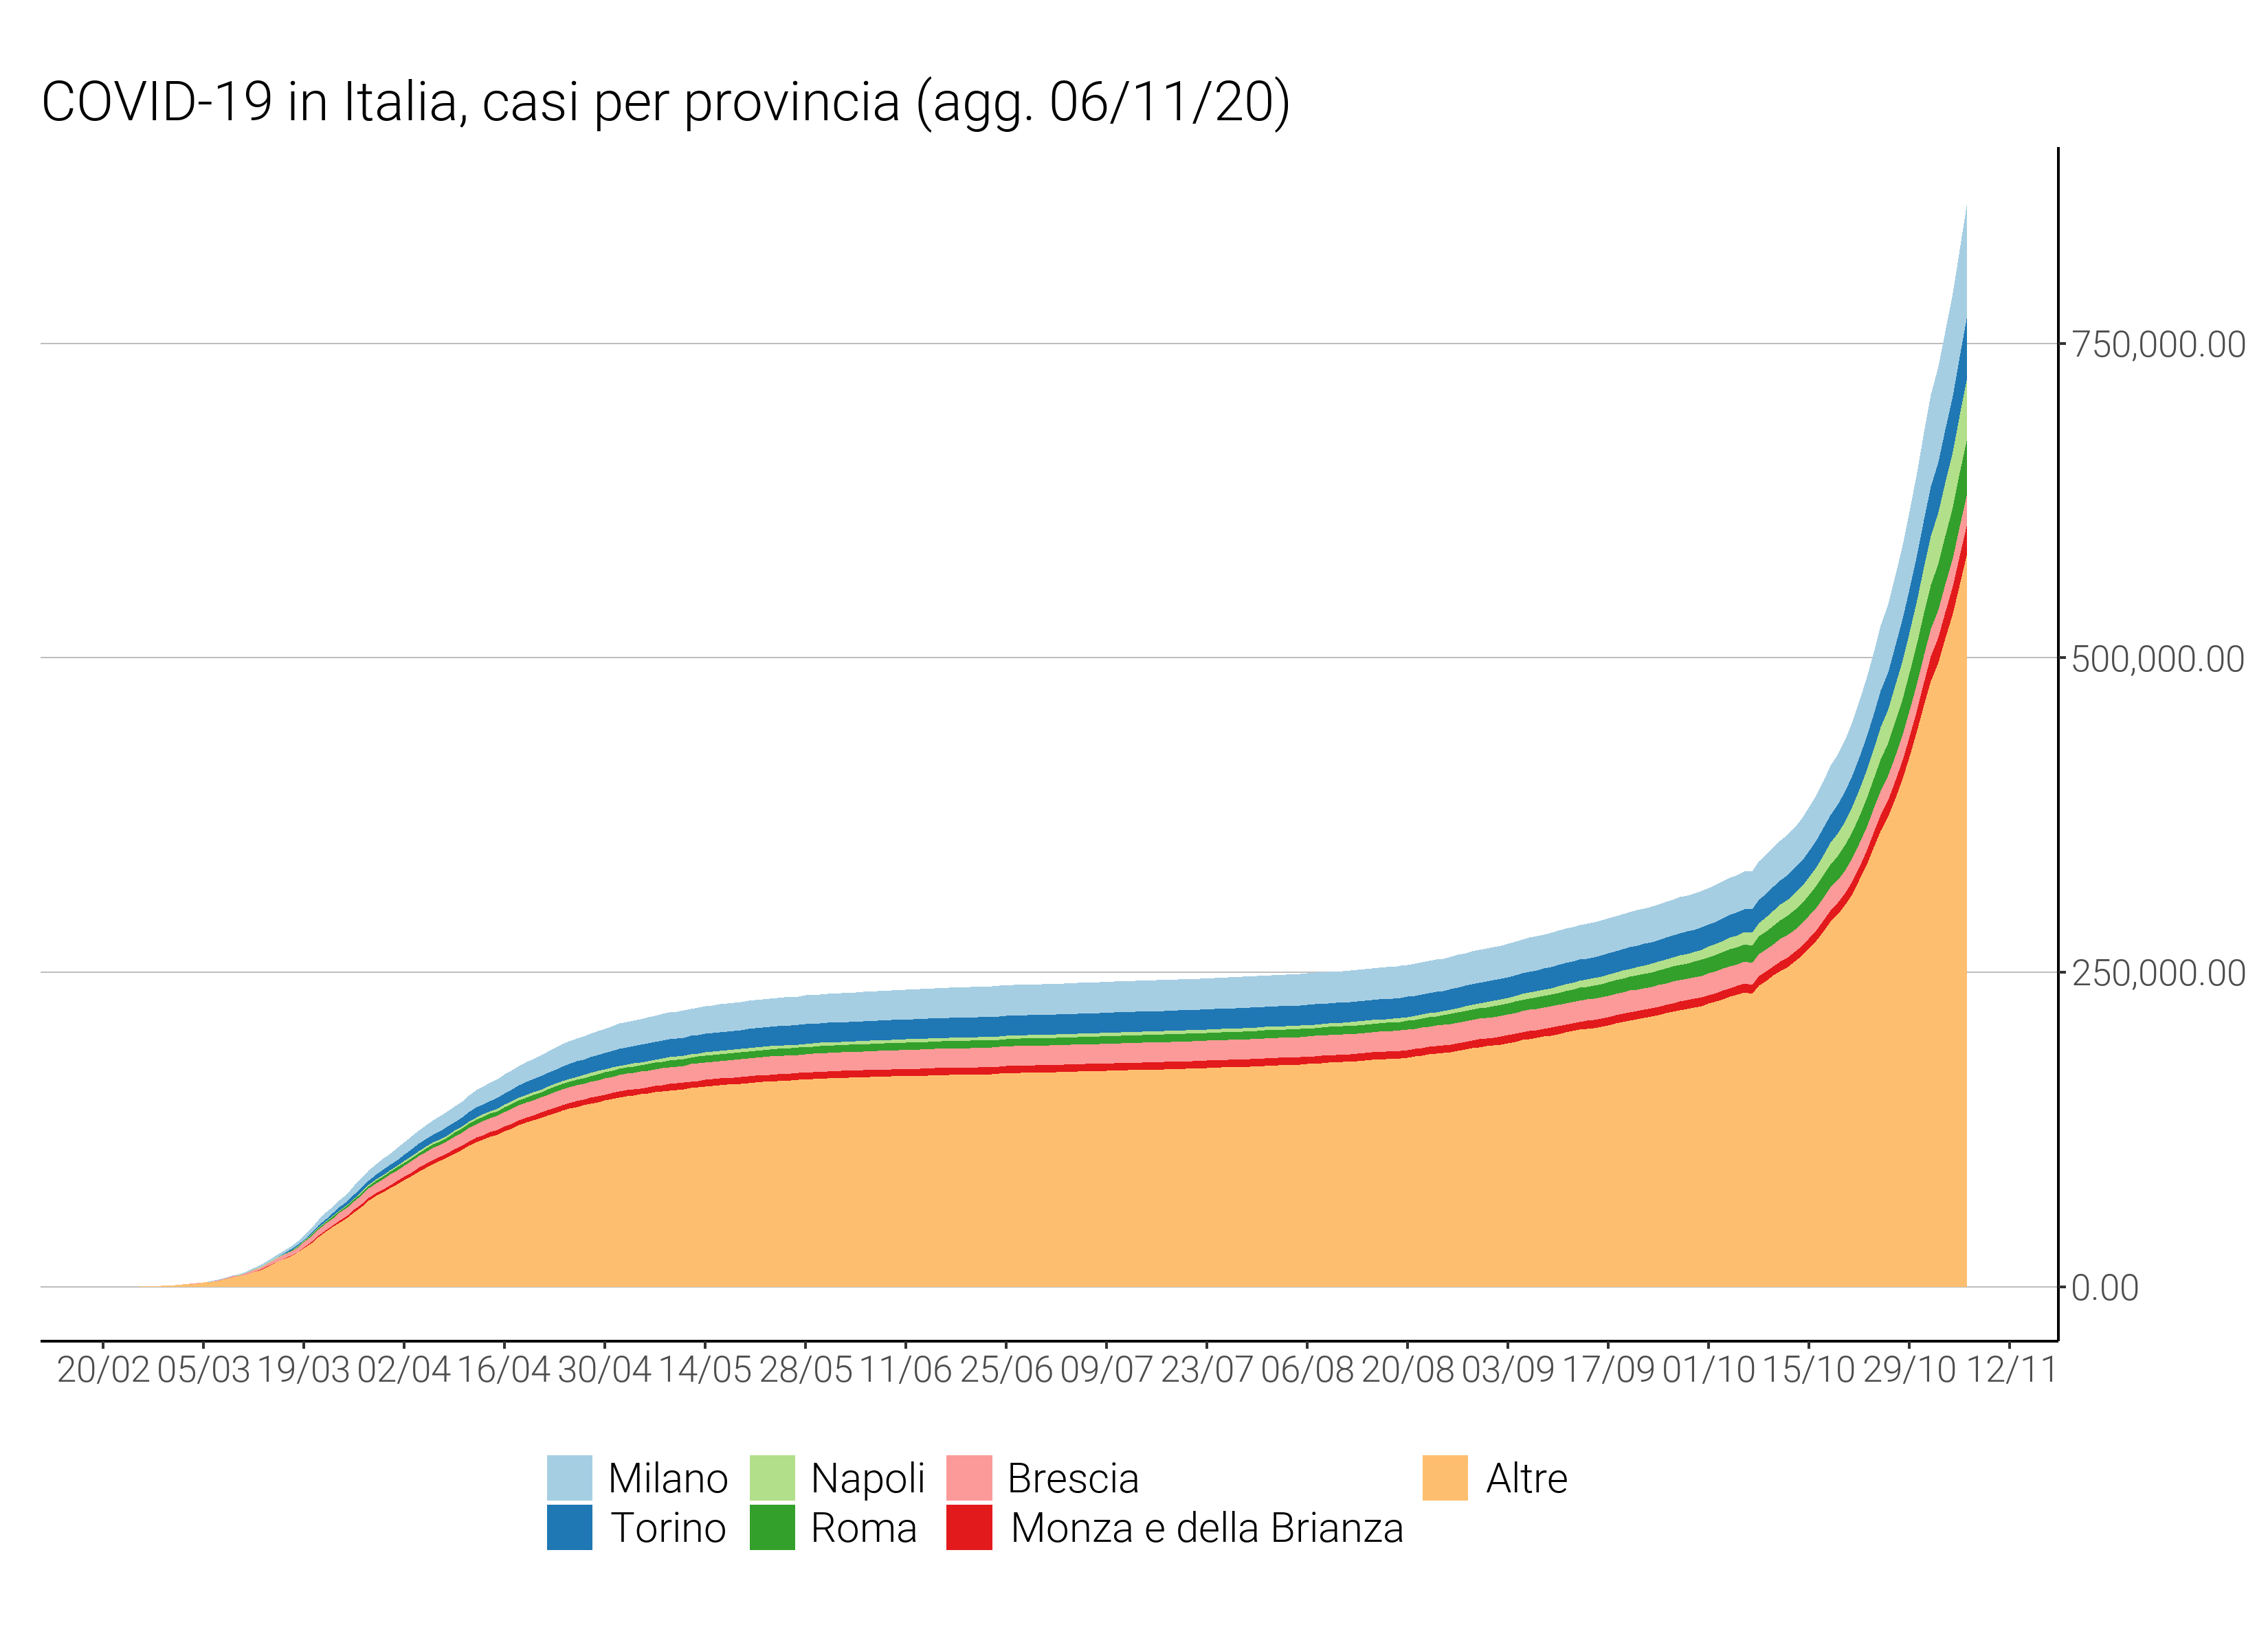 COVID-19 in Italia, casi per provincia (agg. 06/11/20)
750,000.00
500,000.00
250,000.00
0.00
20/02 05/03 19/03 02/04 16/04 30/04 14/05 28/05 11/06 25/06 09/07 23/07 06/08 20/08 03/09 17/09 01/10 15/10 29/10 12/11
Milano Napoli Brescia Altre
Torino Roma Monza e della Brianza